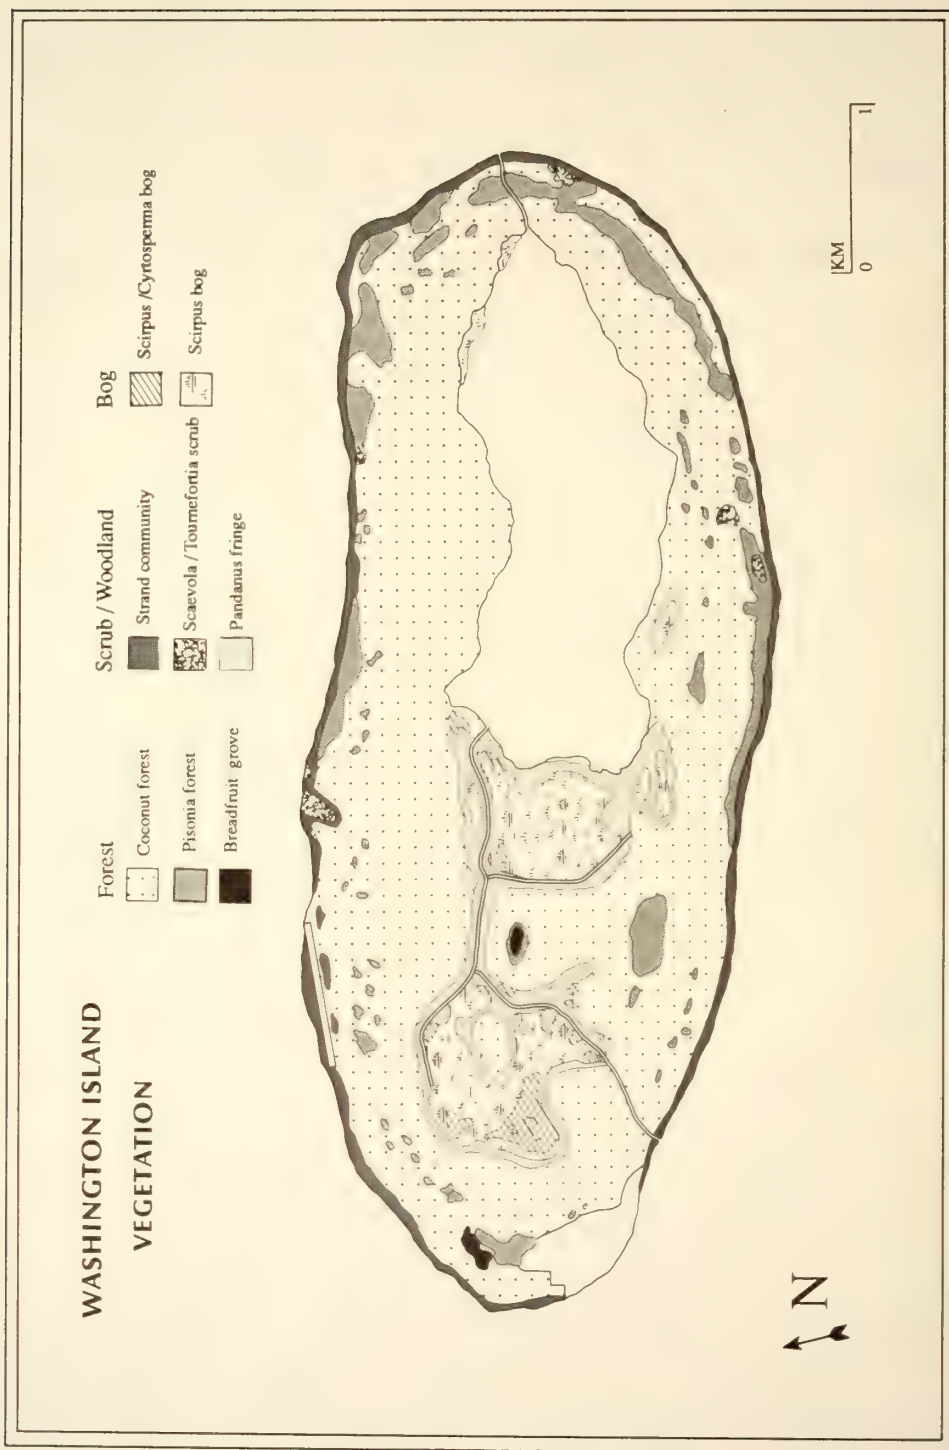 WASHINGTON ISLAND
VEGETATION
Forest
Coconut forest
Pisonia forest
Breadfruit grove
Scrub / Woodland
Strand community
Scaevola / Tournefortia scrub
Pandanus fringe
Bog
Scirpus /Cyrtosperma bog
Scirpus bog
N
KM
0
1